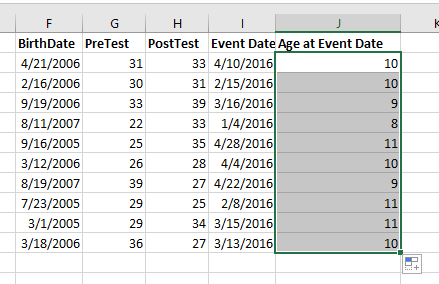 F G H I J K
BirthDate PreTest PostTest Event Date Age at Event Date
4/21/2006 31 33 4/10/2016 10
2/16/2006 30 31 2/15/2016 10
9/19/2006 33 39 3/16/2016 9
8/11/2007 22 33 1/4/2016 8
9/16/2005 25 35 4/28/2016 11
3/12/2006 26 28 4/4/2016 10
8/19/2007 39 27 4/22/2016 9
7/23/2005 29 25 2/8/2016 11
3/1/2005 29 34 3/15/2016 11
3/18/2006 36 27 3/13/2016 10